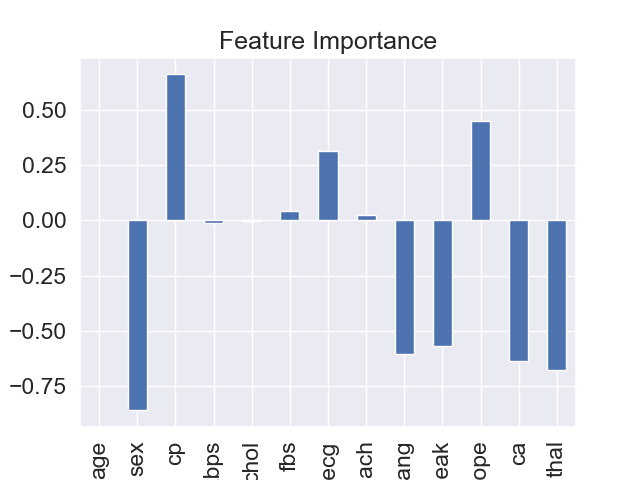 Feature Importance
0.50
0.25
0.00
−0.25
−0.50
−0.75
age
sex
cp
bps
chol
fbs
ecg
ach
ang
eak
ope
ca
thal